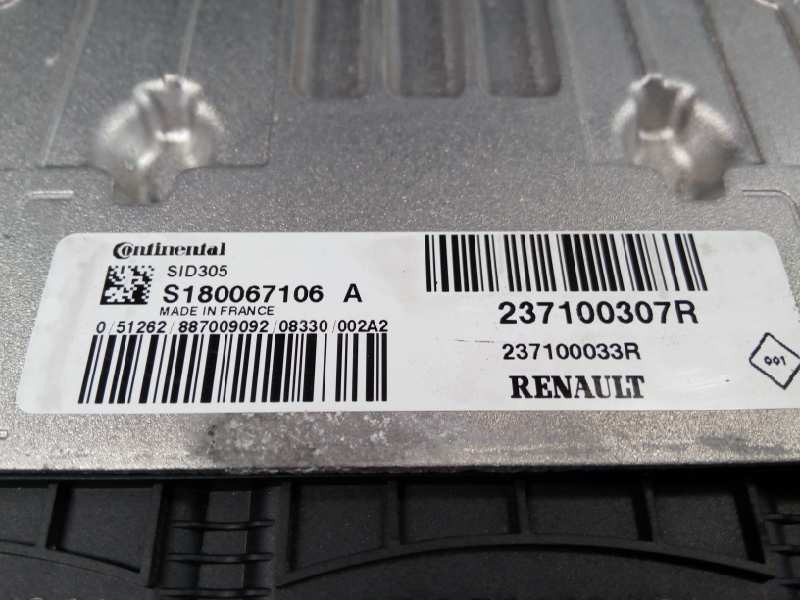 Continental
SID305
S180067106 A
MADE IN FRANCE
0/51262/887009092/08330/002A2
237100307R
237100033R
RENAULT
001